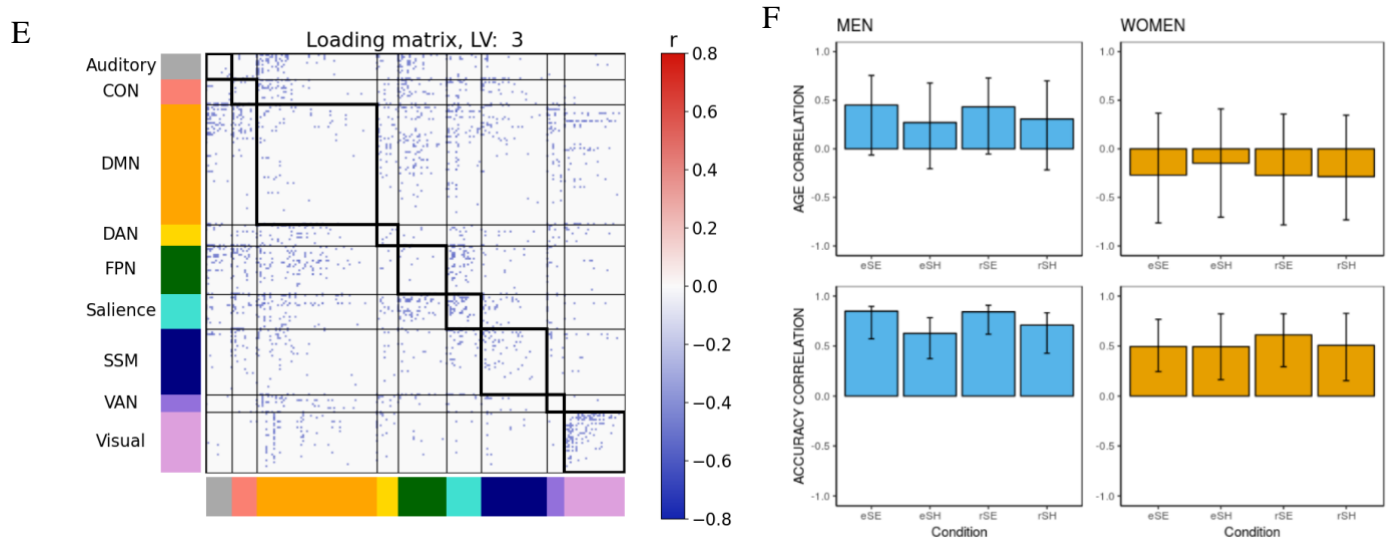 E
Loading matrix, LV: 3
Auditory
CON
DMN
DAN
FPN
Salience
SSM
VAN
Visual
r
0.8
0.6
0.4
0.2
0.0
−0.2
−0.4
−0.6
−0.8
F
MEN
WOMEN
AGE CORRELATION
1.0
0.5
0.0
-0.5
-1.0
eSE eSH rSE rSH
1.0
0.5
0.0
-0.5
-1.0
eSE eSH rSE rSH
ACCURACY CORRELATION
1.0
0.5
0.0
-0.5
-1.0
eSE eSH rSE rSH
Condition
1.0
0.5
0.0
-0.5
-1.0
eSE eSH rSE rSH
Condition